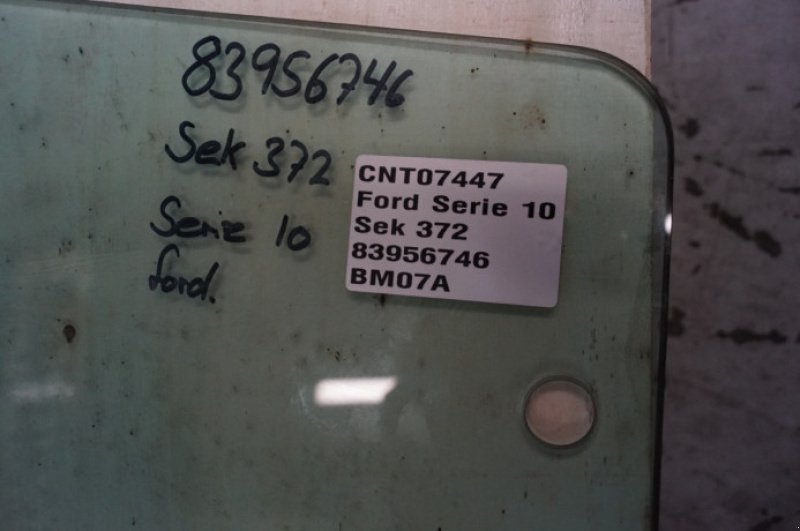 83956746
Sek 372
Serie 10
ford.
CNT07447
Ford Serie 10
Sek 372
83956746
BM07A